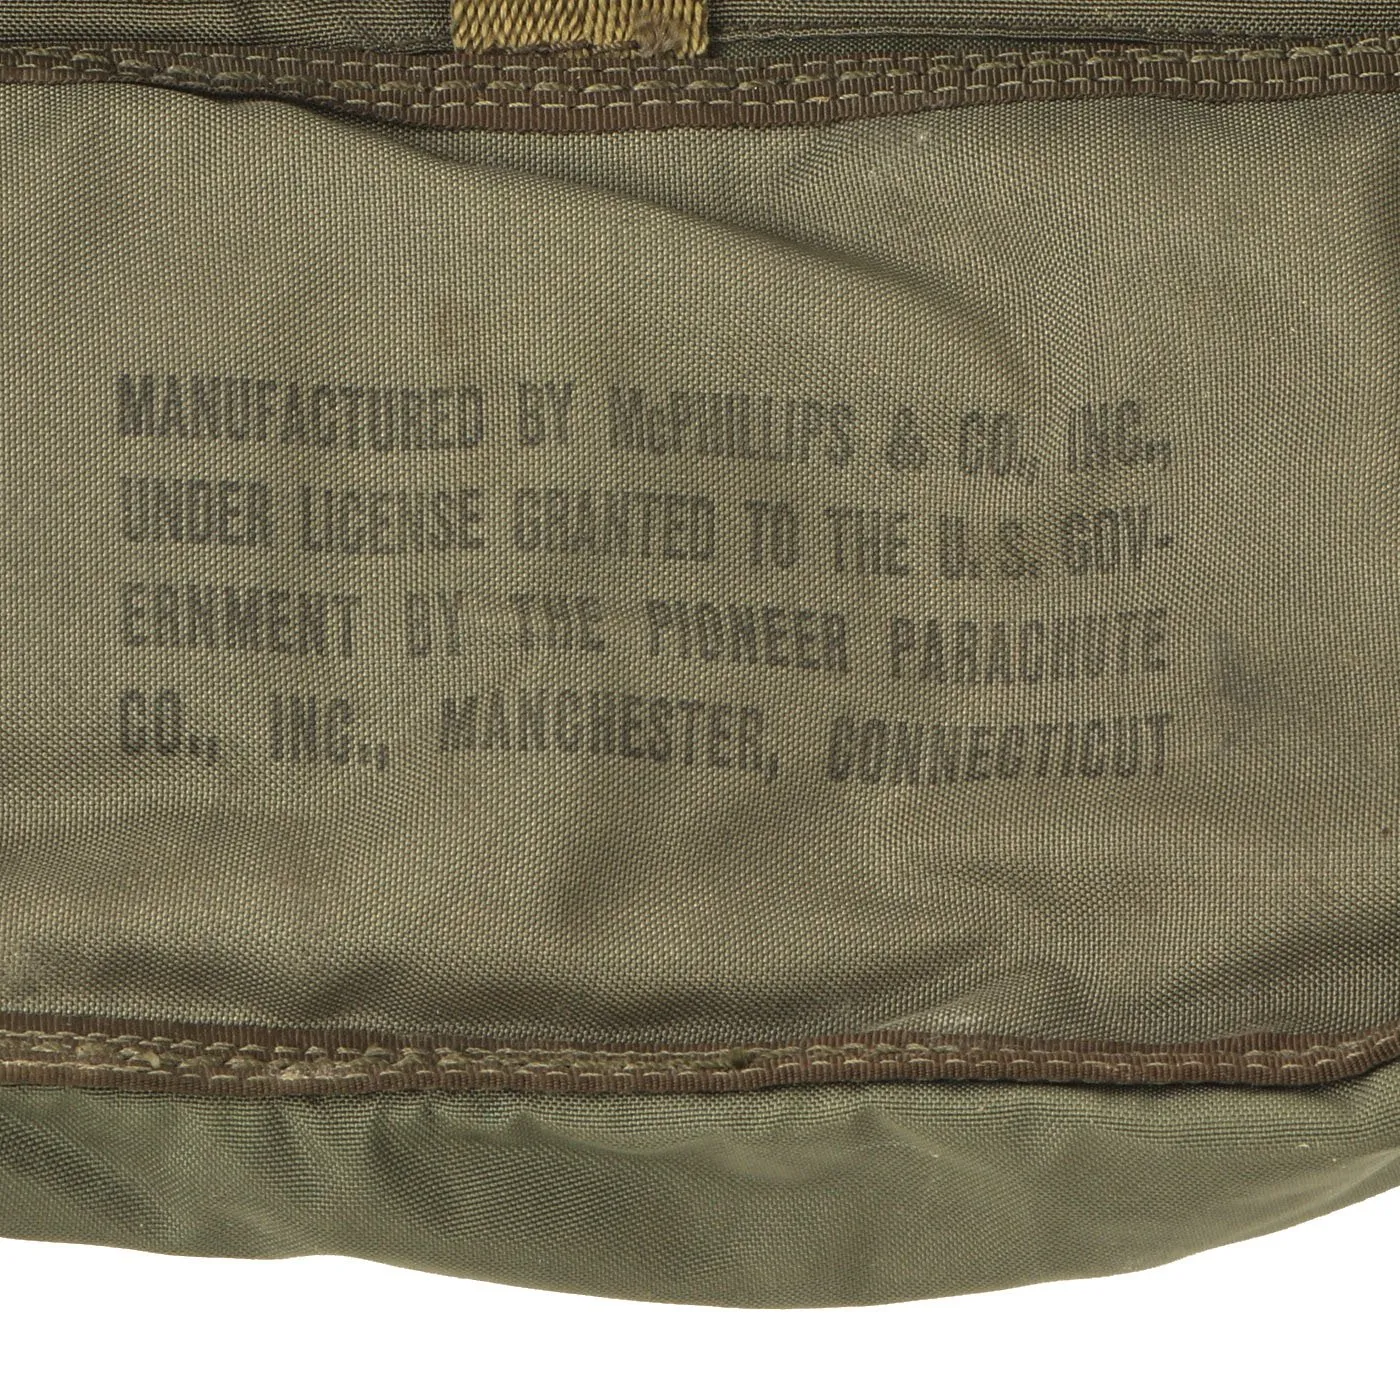 MANUFACTURED BY McPHILLIPS & CO., INC.,
UNDER LICENSE GRANTED TO THE U. S. GOV-
ERNMENT BY THE PIONEER PARACHUTE
CO., INC., MANCHESTER, CONNECTICUT